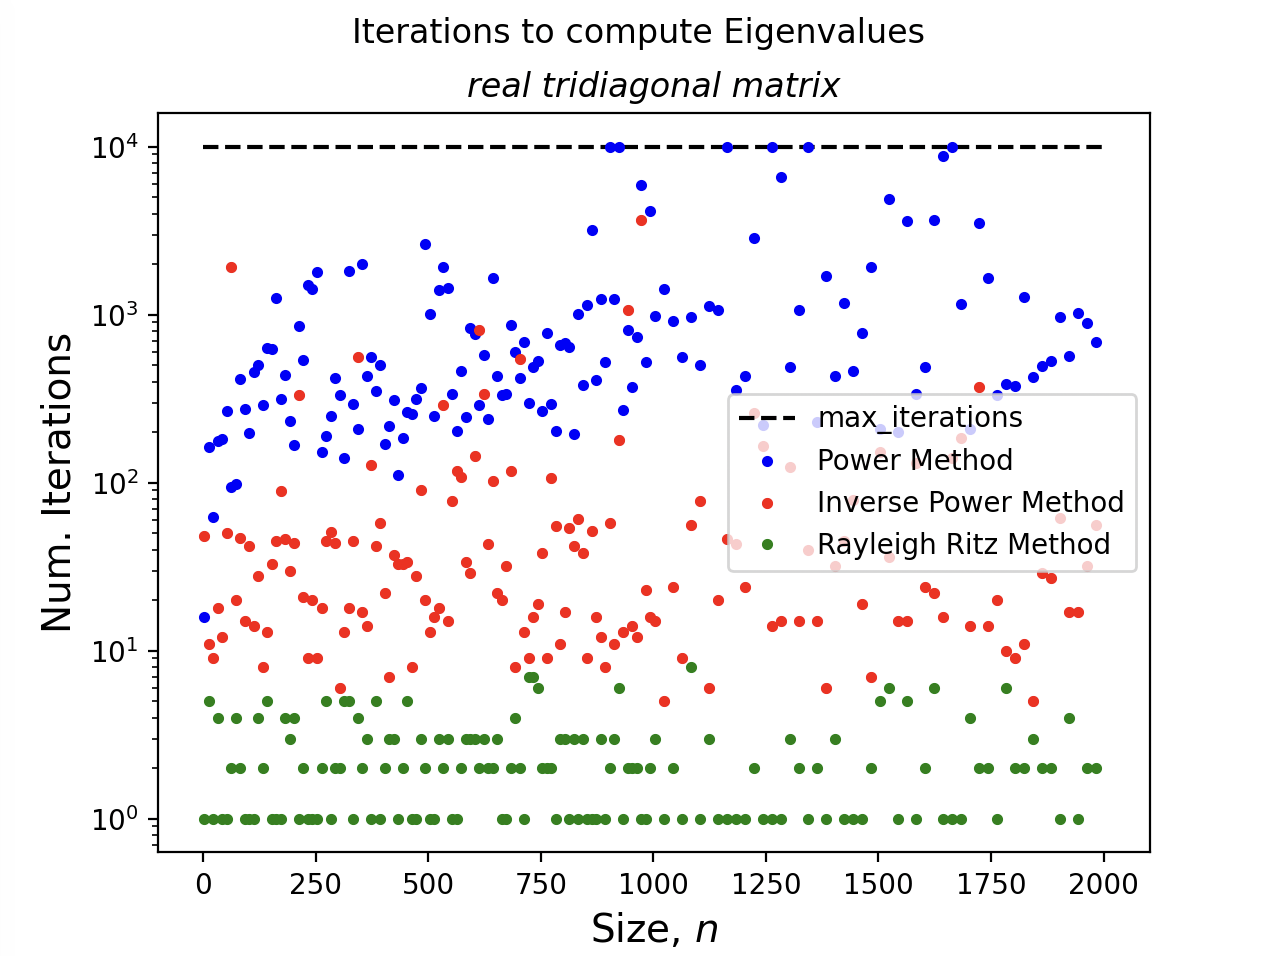 Iterations to compute Eigenvalues
real tridiagonal matrix
Num. Iterations
10^4
10^3
10^2
10^1
10^0
max_iterations
Power Method
Inverse Power Method
Rayleigh Ritz Method
0 250 500 750 1000 1250 1500 1750 2000
Size, n